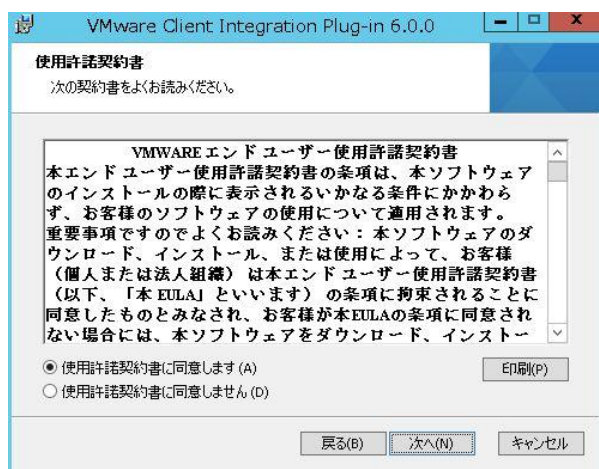 VMware Client Integration Plug-in 6.0.0
使用許諾契約書
次の契約書をよくお読みください。
VMWARE エンド ユーザー使用許諾契約書
本エンド ユーザー使用許諾契約書の条項は、本ソフトウェア
のインストールの際に表示されるいかなる条件にかかわら
ず、お客様のソフトウェアの使用について適用されます。
重要事項ですのでよくお読みください： 本ソフトウェアのダ
ウンロード、インストール、または使用によって、お客様
（個人または法人組織） は本エンド ユーザー使用許諾契約書
（以下、「本 EULA」といいます） の条項に拘束されることに
同意したものとみなされ、お客様が本EULAの条項に同意され
ない場合には、本ソフトウェアをダウンロード、インストー
使用許諾契約書に同意します(A)
印刷(P)
使用許諾契約書に同意しません(D)
戻る(B)
次へ(N)
キャンセル